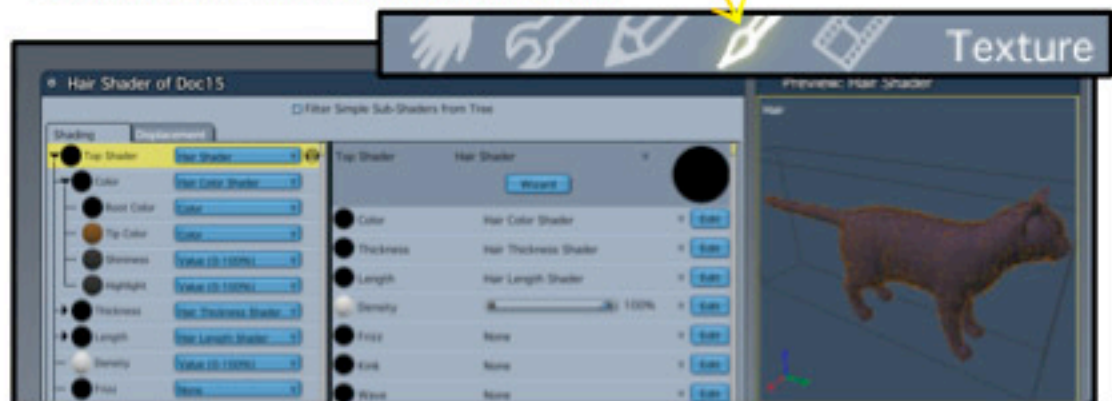 Texture
Hair Shader of Doc15
Preview: Hair Shader
Filter Simple Sub-Shaders from Tree
Hair
Shading Displacement
Top Shader Hair Shader
Color Hair Color Shader
Root Color Color
Tip Color Color
Shininess Value (0-100%)
Highlight Value (0-100%)
Thickness Hair Thickness Shader
Length Hair Length Shader
Density Value (0-100%)
Frizz None
Top Shader Hair Shader
Wizard
Color Hair Color Shader Edit
Thickness Hair Thickness Shader Edit
Length Hair Length Shader Edit
Density 100% Edit
Frizz None Edit
Kink None Edit
Wave None Edit